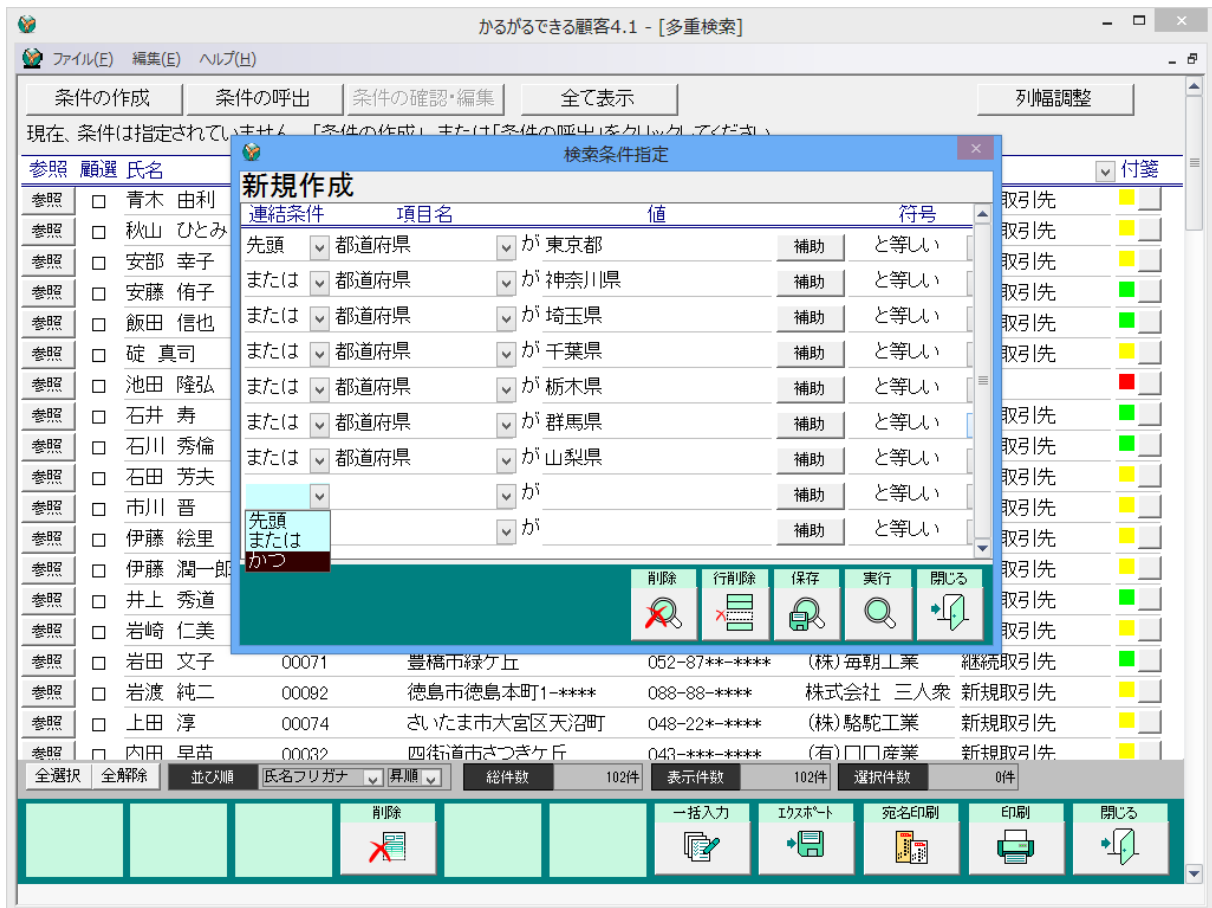 かるがるできる顧客4.1 - [多重検索]
ファイル(F) 編集(E) ヘルプ(H)
条件の作成 条件の呼出 条件の確認・編集 全て表示 列幅調整
現在、条件は指定されていません。「条件の作成」または「条件の呼出」をクリックしてください。
参照 顧選 氏名 付箋
検索条件指定
新規作成
連結条件 項目名 値 符号
先頭 都道府県 が 東京都 補助 と等しい
または 都道府県 が 神奈川県 補助 と等しい
または 都道府県 が 埼玉県 補助 と等しい
または 都道府県 が 千葉県 補助 と等しい
または 都道府県 が 栃木県 補助 と等しい
または 都道府県 が 群馬県 補助 と等しい
または 都道府県 が 山梨県 補助 と等しい
が 補助 と等しい
が 補助 と等しい
先頭
または
かつ
削除 行削除 保存 実行 閉じる
参照 青木 由利 取引先
参照 秋山 ひとみ 取引先
参照 安部 幸子 取引先
参照 安藤 侑子 取引先
参照 飯田 信也 取引先
参照 碇 真司 取引先
参照 池田 隆弘
参照 石井 寿 取引先
参照 石川 秀倫 取引先
参照 石田 芳夫 取引先
参照 市川 晋 取引先
参照 伊藤 絵里 取引先
参照 伊藤 潤一郎 取引先
参照 井上 秀道 取引先
参照 岩崎 仁美 取引先
参照 岩田 文子 00071 豊橋市緑ケ丘 052-87**-**** (株)毎朝工業 継続取引先
参照 岩渡 純二 00092 徳島市徳島本町1-**** 088-88-**** 株式会社 三人衆 新規取引先
参照 上田 淳 00074 さいたま市大宮区天沼町 048-22*-**** (株)駱駝工業 新規取引先
参照 内田 早苗 00032 四街道市さつきケ丘 043-***-**** (有)口口産業 新規取引先
全選択 全解除 並び順 氏名フリガナ 昇順 総件数 102件 表示件数 102件 選択件数 0件
削除 一括入力 エクスポート 宛名印刷 印刷 閉じる